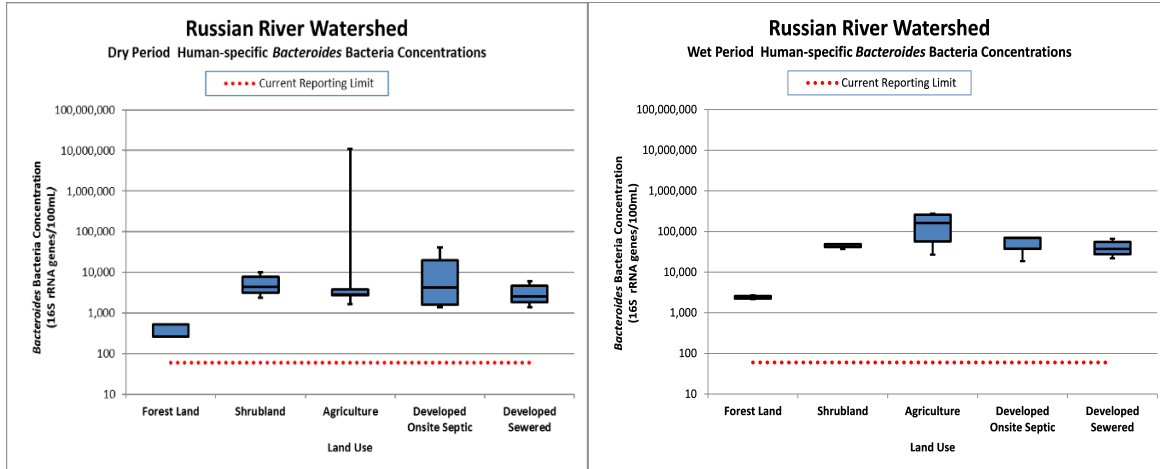 Russian River Watershed
Dry Period Human-specific Bacteroides Bacteria Concentrations
Current Reporting Limit
Bacteroides Bacteria Concentration
(16S rRNA genes/100mL)
100,000,000
10,000,000
1,000,000
100,000
10,000
1,000
100
10
Forest Land
Shrubland
Agriculture
Developed
Onsite Septic
Developed
Sewered
Land Use
Russian River Watershed
Wet Period Human-specific Bacteroides Bacteria Concentrations
Current Reporting Limit
Bacteroides Bacteria Concentration
(16S rRNA genes/100mL)
100,000,000
10,000,000
1,000,000
100,000
10,000
1,000
100
10
Forest Land
Shrubland
Agriculture
Developed
Onsite Septic
Developed
Sewered
Land Use